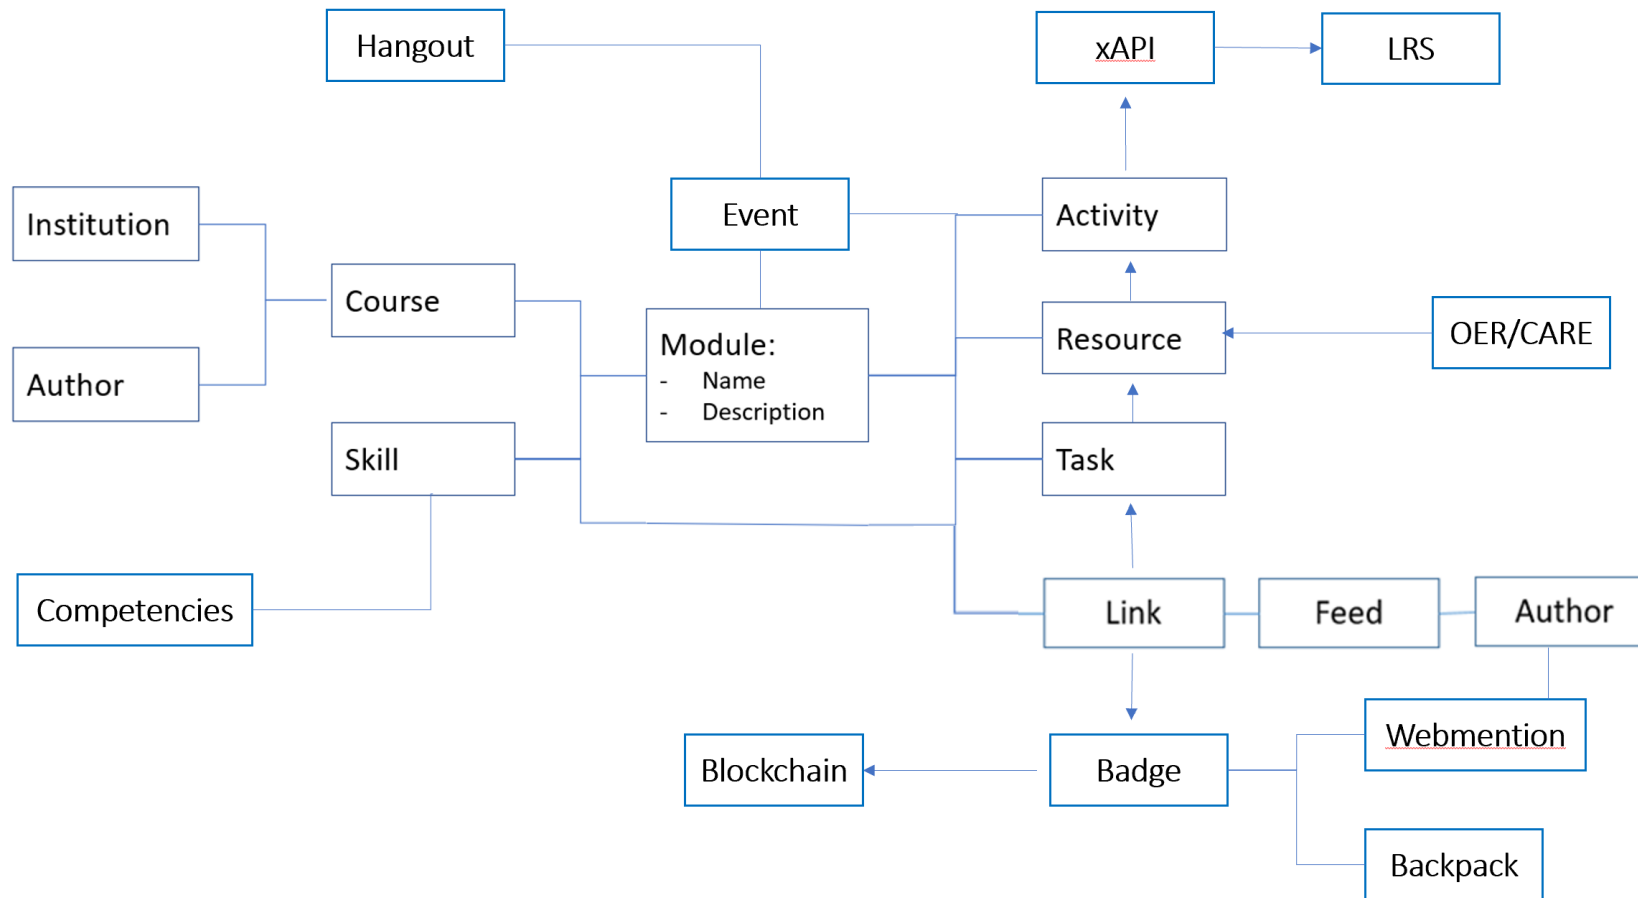 Hangout
xAPI
LRS
Institution
Event
Activity
Course
Module:
- Name
- Description
Resource
OER/CARE
Author
Skill
Task
Competencies
Link
Feed
Author
Webmention
Blockchain
Badge
Backpack